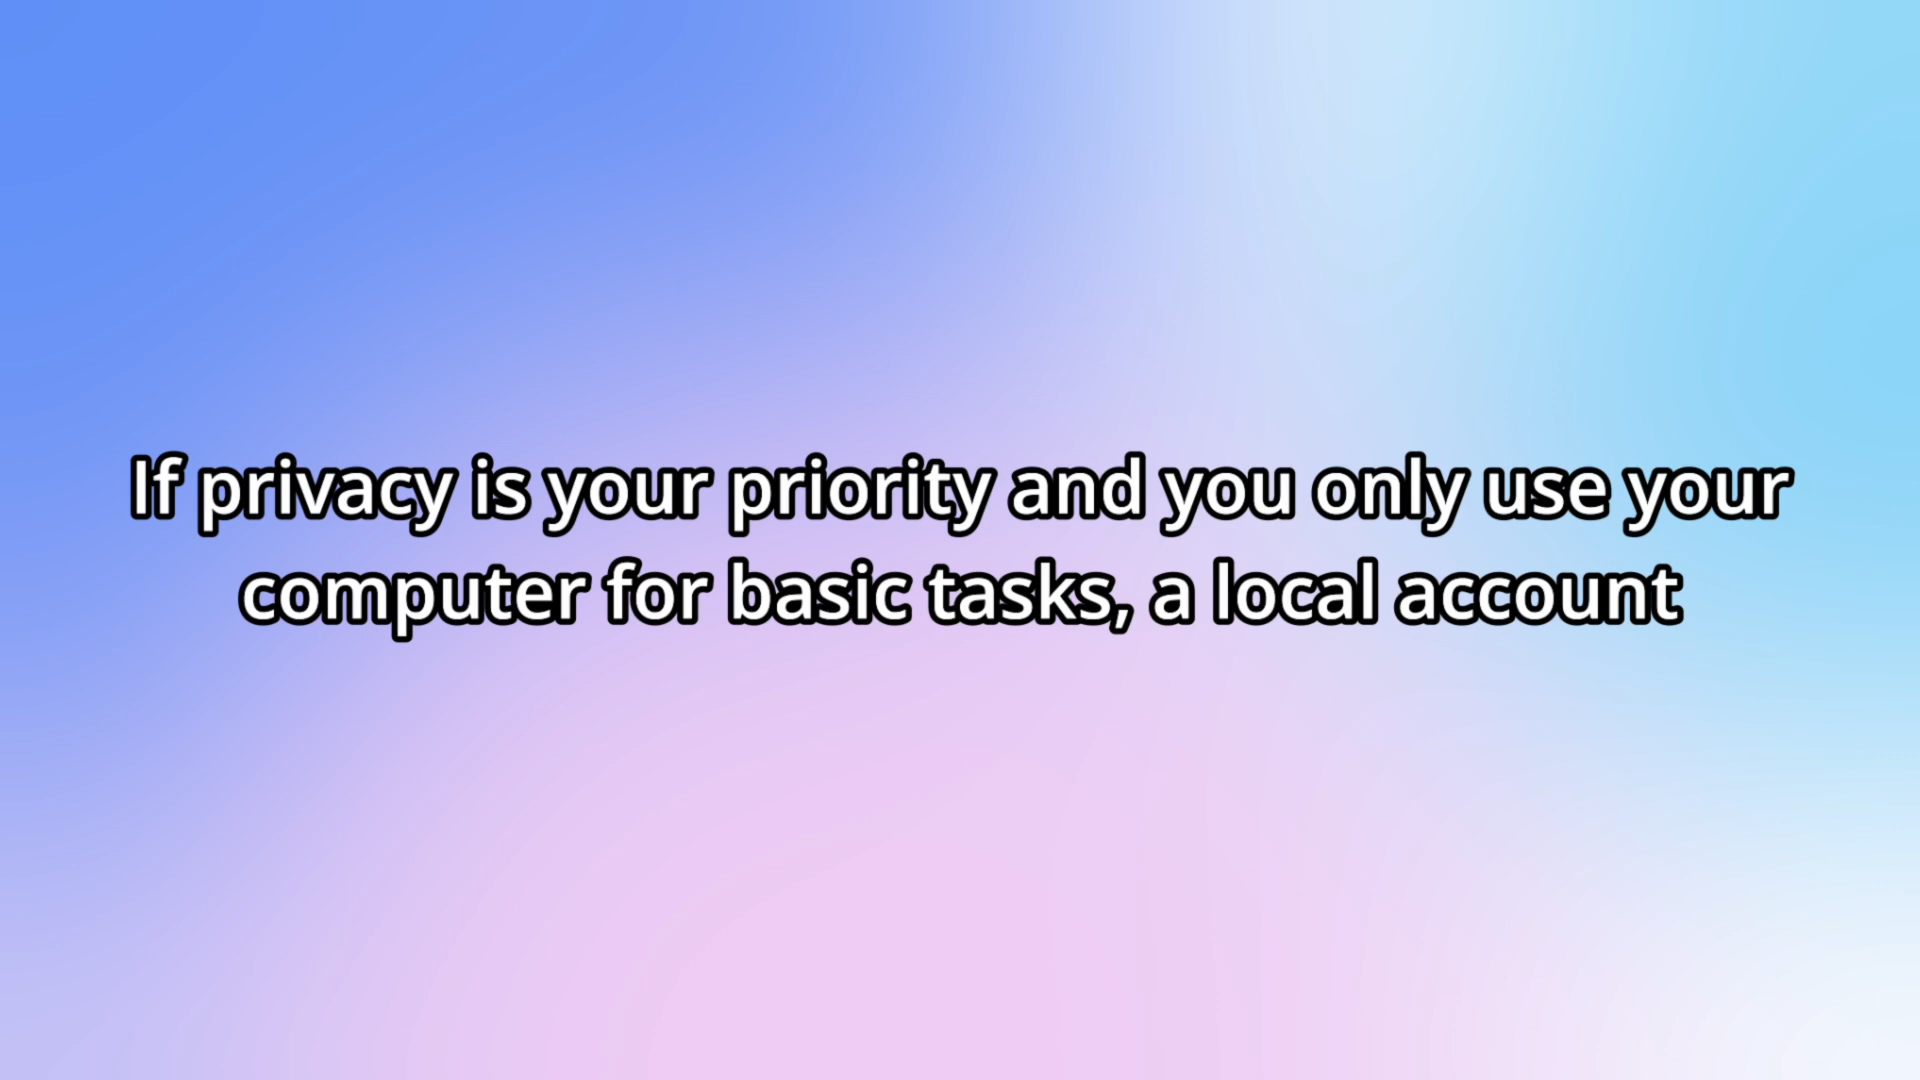 If privacy is your priority and you only use your
computer for basic tasks, a local account